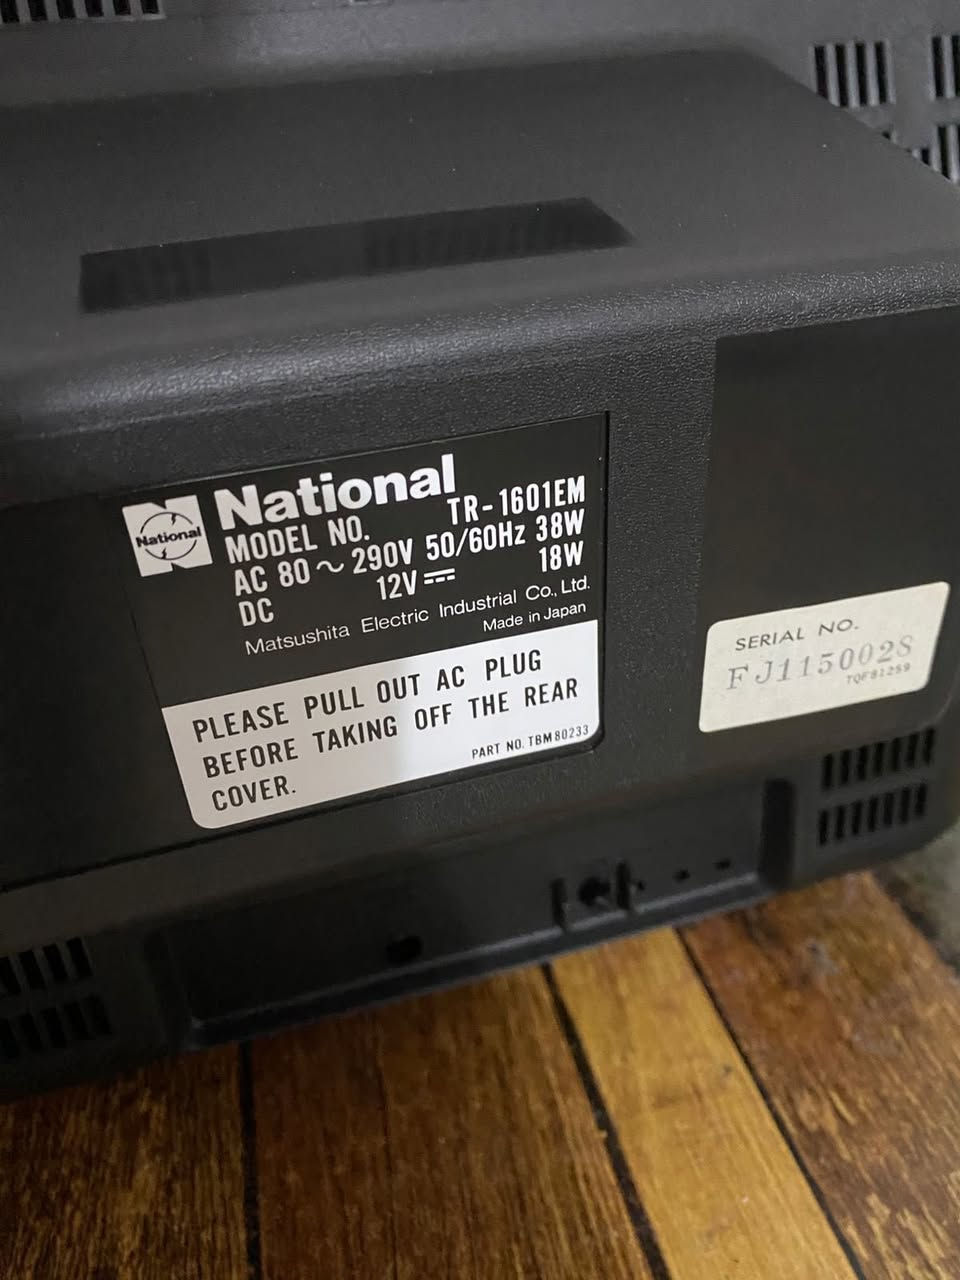 National
National
MODEL NO. TR-1601EM
AC 80~290V 50/60Hz 38W
DC 12V⎓ 18W
Matsushita Electric Industrial Co., Ltd.
Made in Japan
PLEASE PULL OUT AC PLUG
BEFORE TAKING OFF THE REAR
COVER.
PART NO. TBM80233
SERIAL NO.
FJ1150028
TQF81259